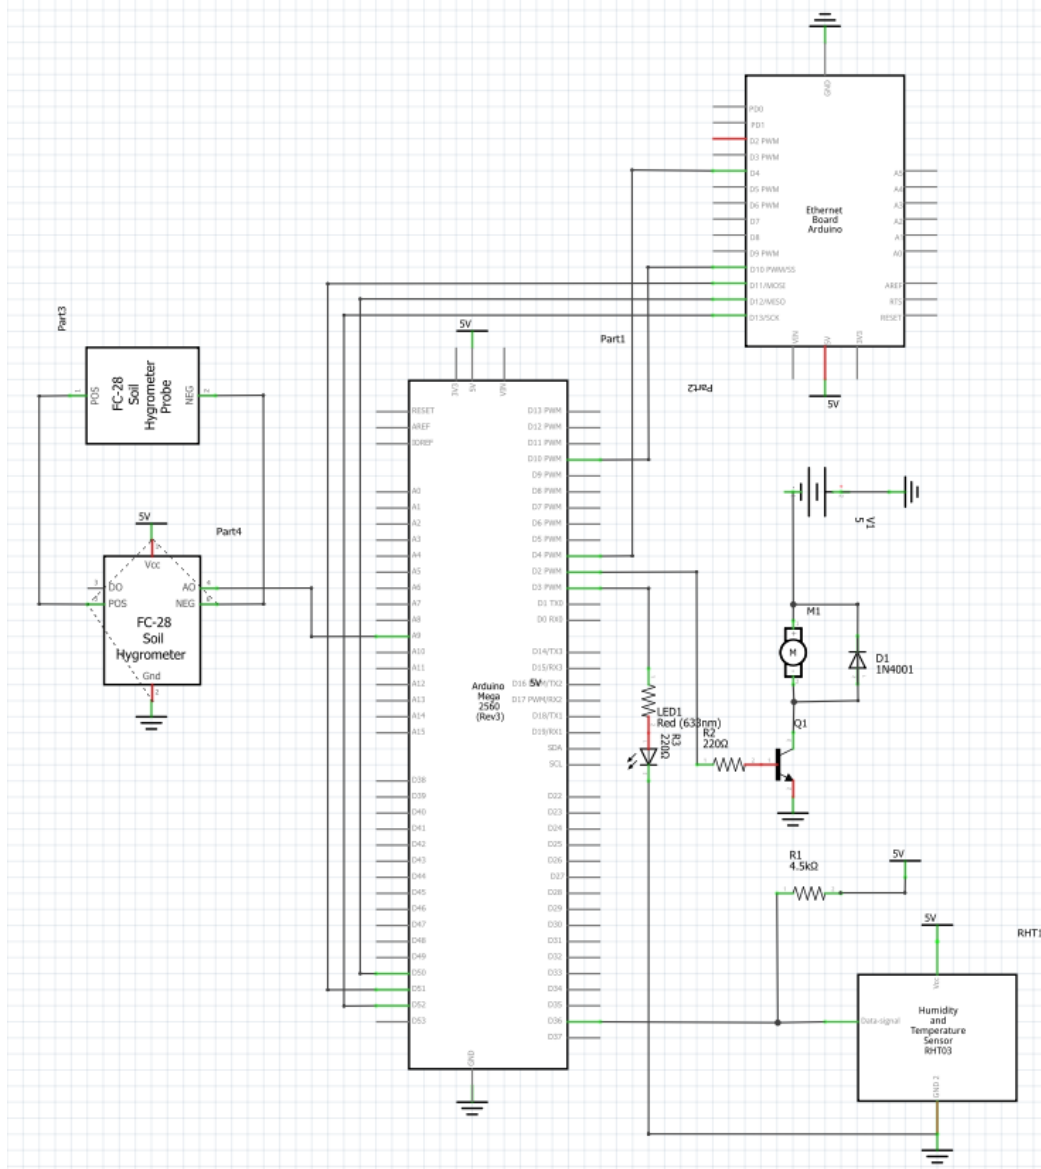 GND
PD0
PD1
D2 PWM
D3 PWM
D4
D5 PWM
D6 PWM
D7
D8
D9 PWM
D10 PWM/SS
D11/MOSI
D12/MISO
D13/SCK
A5
A4
A3
A2
A1
A0
AREF
RTS
RESET
VIN
5V
3V3
Ethernet
Board
Arduino
5V
Part2
Part3
POS
FC-28
Soil
Hygrometer
Probe
NEG
1
2
5V
Part4
Vcc
DO
POS
AO
NEG
3
4
FC-28
Soil
Hygrometer
Gnd
5V
Part1
3V3
5V
VIN
RESET
AREF
IOREF
A0
A1
A2
A3
A4
A5
A6
A7
A8
A9
A10
A11
A12
A13
A14
A15
D38
D39
D40
D41
D42
D43
D44
D45
D46
D47
D48
D49
D50
D51
D52
D53
D13 PWM
D12 PWM
D11 PWM
D10 PWM
D9 PWM
D8 PWM
D7 PWM
D6 PWM
D5 PWM
D4 PWM
D2 PWM
D3 PWM
D1 TX0
D0 RX0
D14/TX3
D15/RX3
D16 PWM/TX2
D17 PWM/RX2
D18/TX1
D19/RX1
SDA
SCL
D22
D23
D24
D25
D26
D27
D28
D29
D30
D31
D32
D33
D34
D35
D36
D37
5V
Arduino
Mega
2560
(Rev3)
GND
V1
5
M1
M
D1
1N4001
LED1
Red (633nm)
R3
220Ω
R2
220Ω
Q1
R1
4.5kΩ
5V
5V
RHT1
Vcc
Data-signal
Humidity
and
Temperature
Sensor
RHT03
GND 2